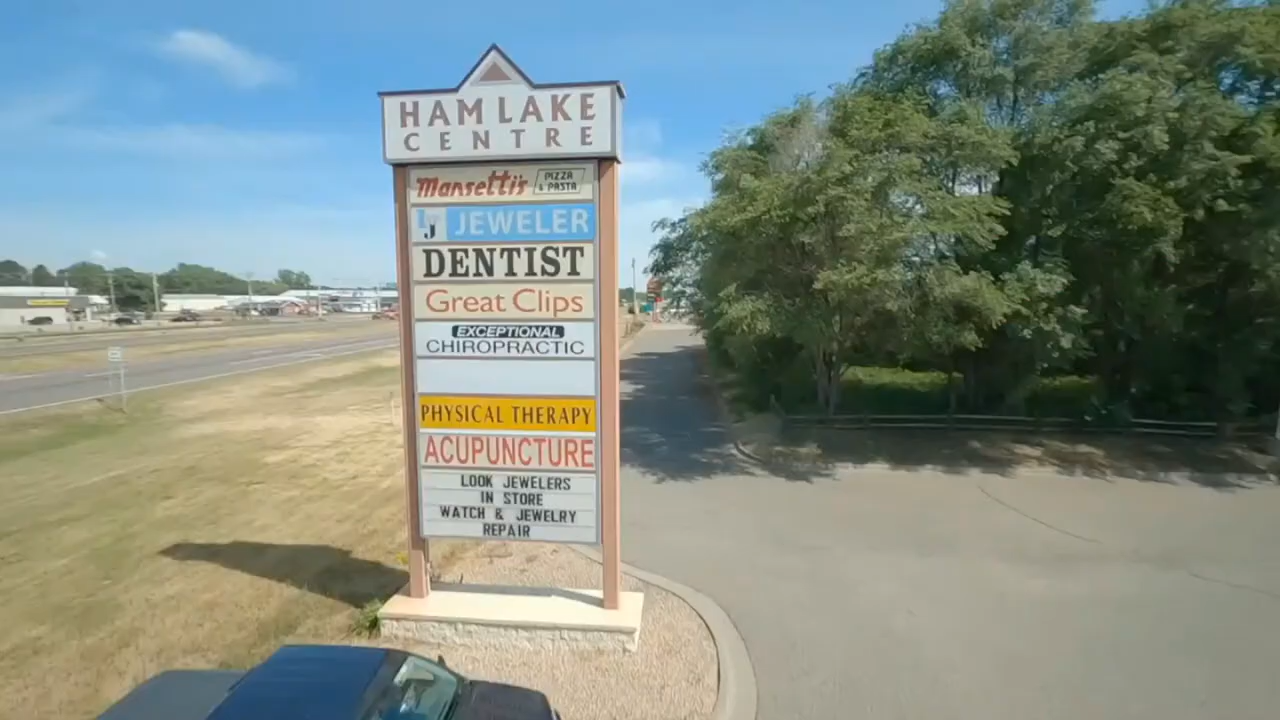 HAM LAKE
CENTRE
Mansetti's PIZZA
& PASTA
LJ JEWELER
DENTIST
Great Clips
EXCEPTIONAL
CHIROPRACTIC
PHYSICAL THERAPY
ACUPUNCTURE
LOOK JEWELERS
IN STORE
WATCH & JEWELRY
REPAIR